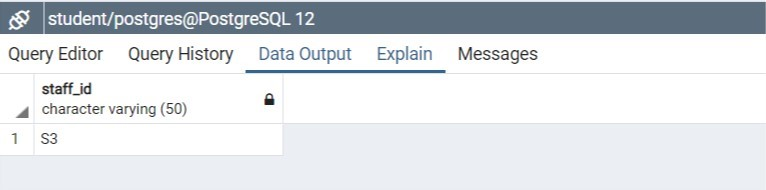 student/postgres@PostgreSQL 12
Query Editor Query History Data Output Explain Messages
staff_id
character varying (50)
1 S3